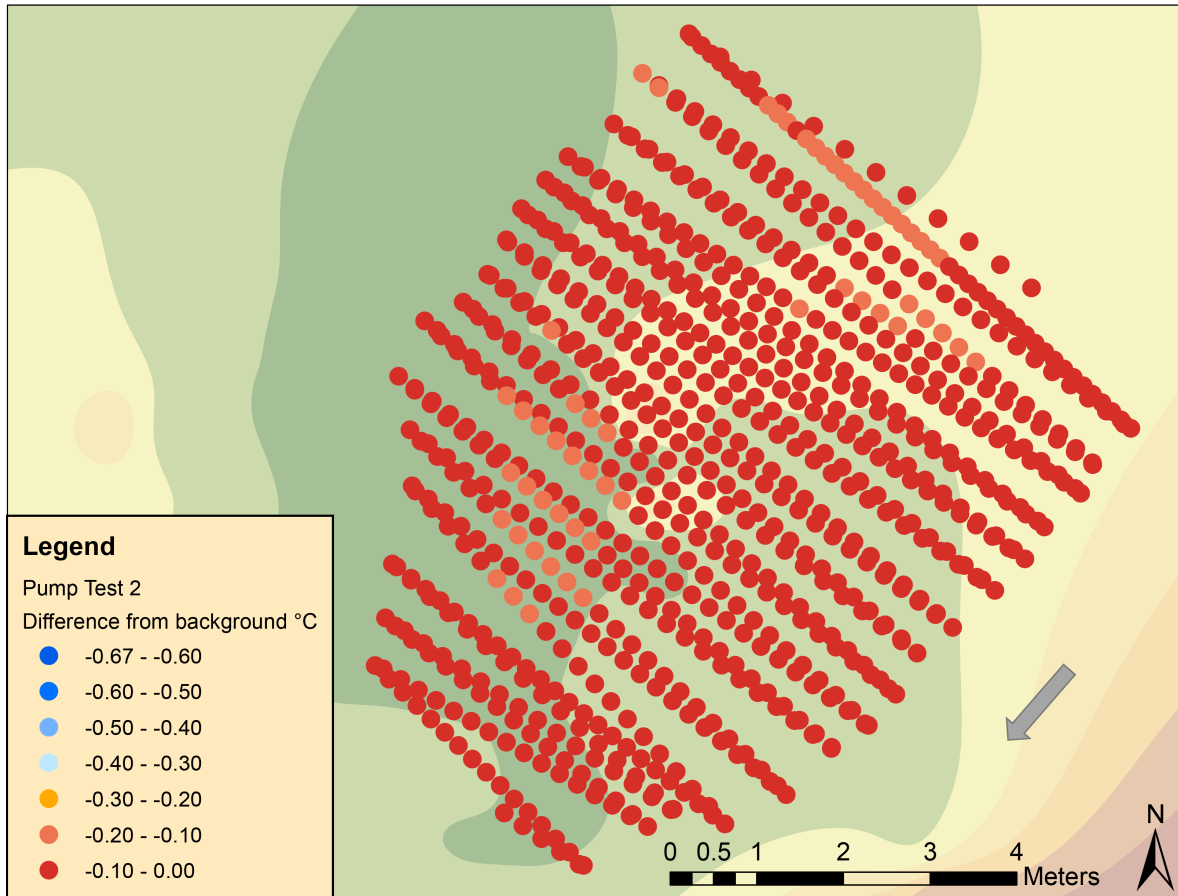 Legend
Pump Test 2
Difference from background °C
-0.67 - -0.60
-0.60 - -0.50
-0.50 - -0.40
-0.40 - -0.30
-0.30 - -0.20
-0.20 - -0.10
-0.10 - 0.00
0 0.5 1 2 3 4
Meters
N